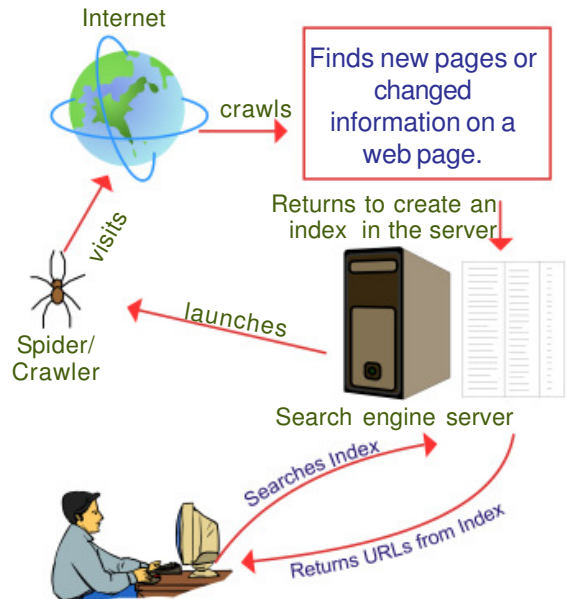 Internet
crawls
Finds new pages or
changed
information on a
web page.
Returns to create an
index in the server
visits
launches
Spider/
Crawler
Search engine server
Searches Index
Returns URLs from Index